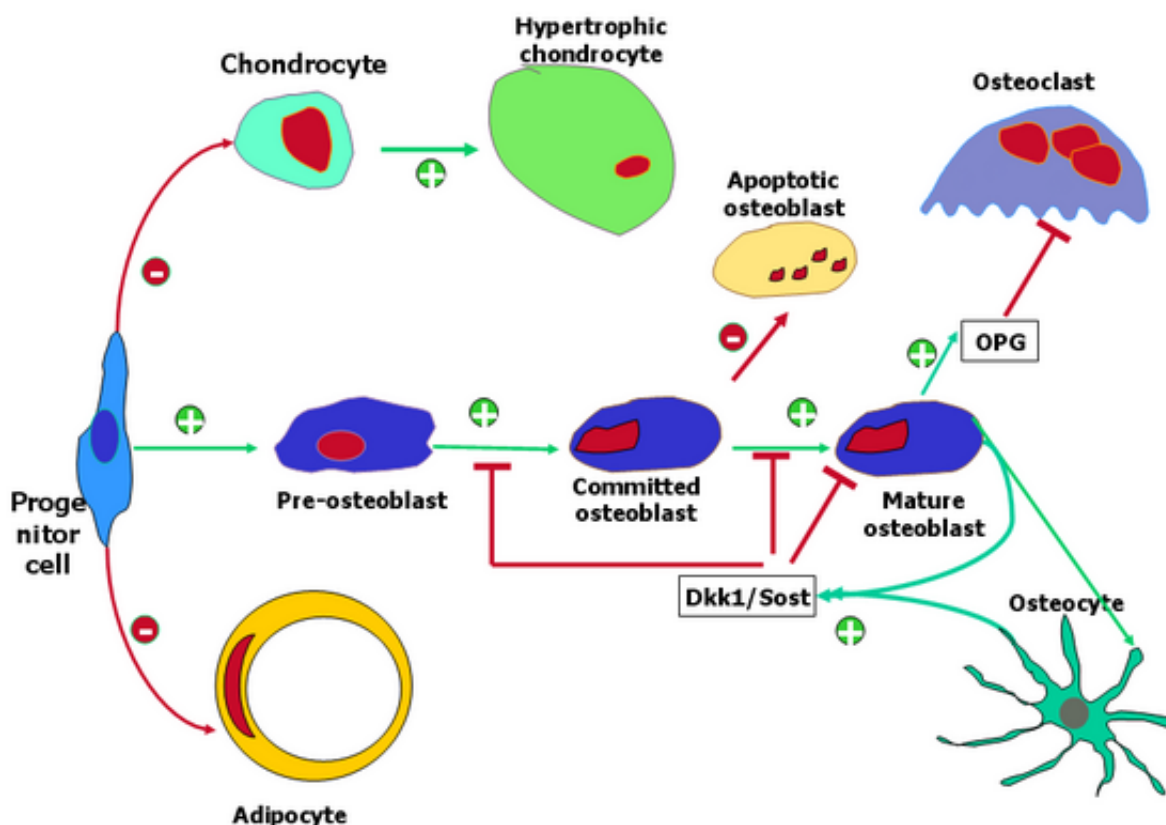 Hypertrophic
chondrocyte
Chondrocyte
Osteoclast
Apoptotic
osteoblast
OPG
Proge
nitor
cell
Pre-osteoblast
Committed
osteoblast
Mature
osteoblast
Dkk1/Sost
Osteocyte
Adipocyte